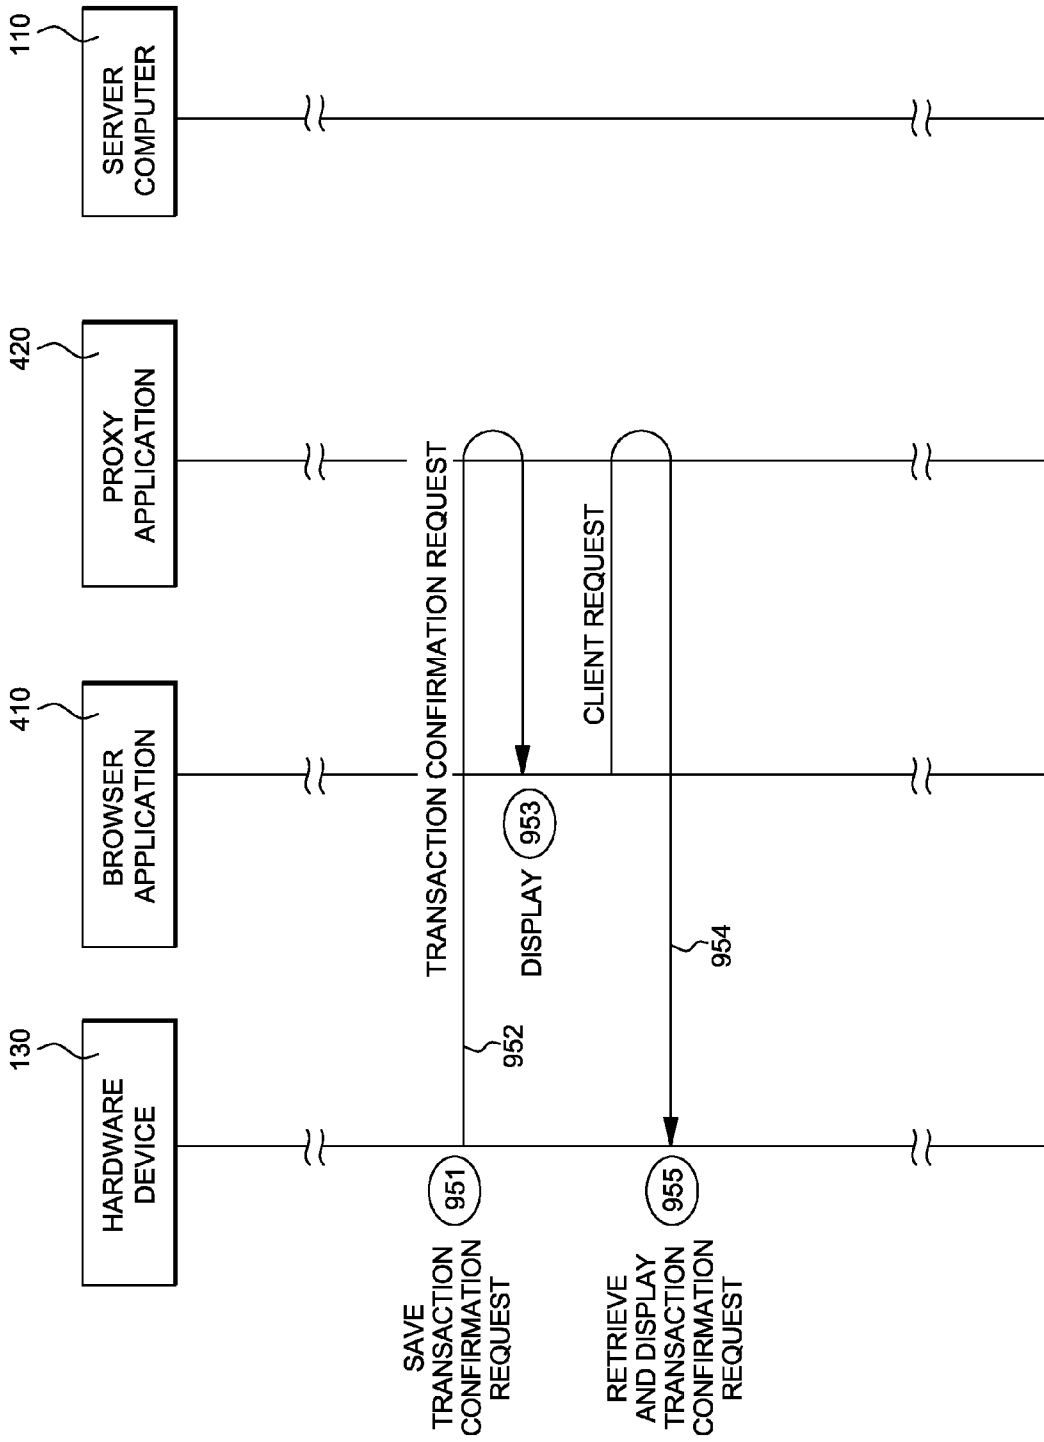 130
HARDWARE
DEVICE
410
BROWSER
APPLICATION
420
PROXY
APPLICATION
110
SERVER
COMPUTER
SAVE
TRANSACTION
CONFIRMATION
REQUEST
951
952
TRANSACTION CONFIRMATION REQUEST
DISPLAY
953
CLIENT REQUEST
RETRIEVE
AND DISPLAY
TRANSACTION
CONFIRMATION
REQUEST
955
954